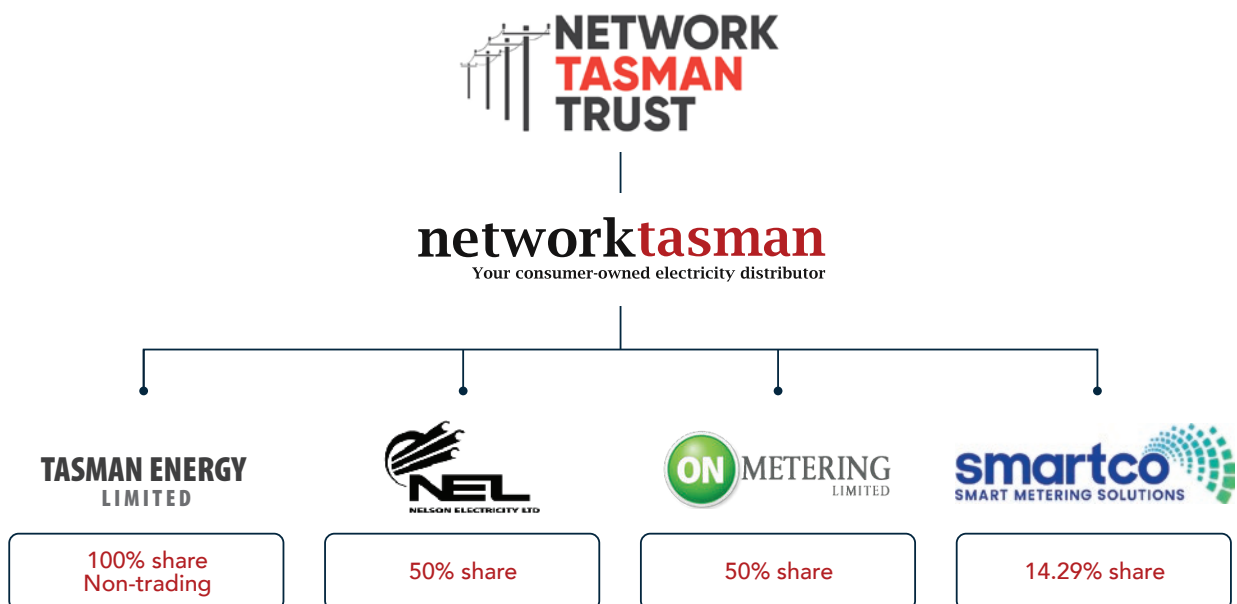 NETWORK
TASMAN
TRUST
networktasman
Your consumer-owned electricity distributor
TASMAN ENERGY
LIMITED
NEL
NELSON ELECTRICITY LTD
ON METERING
LIMITED
smartco
SMART METERING SOLUTIONS
100% share
Non-trading
50% share
50% share
14.29% share